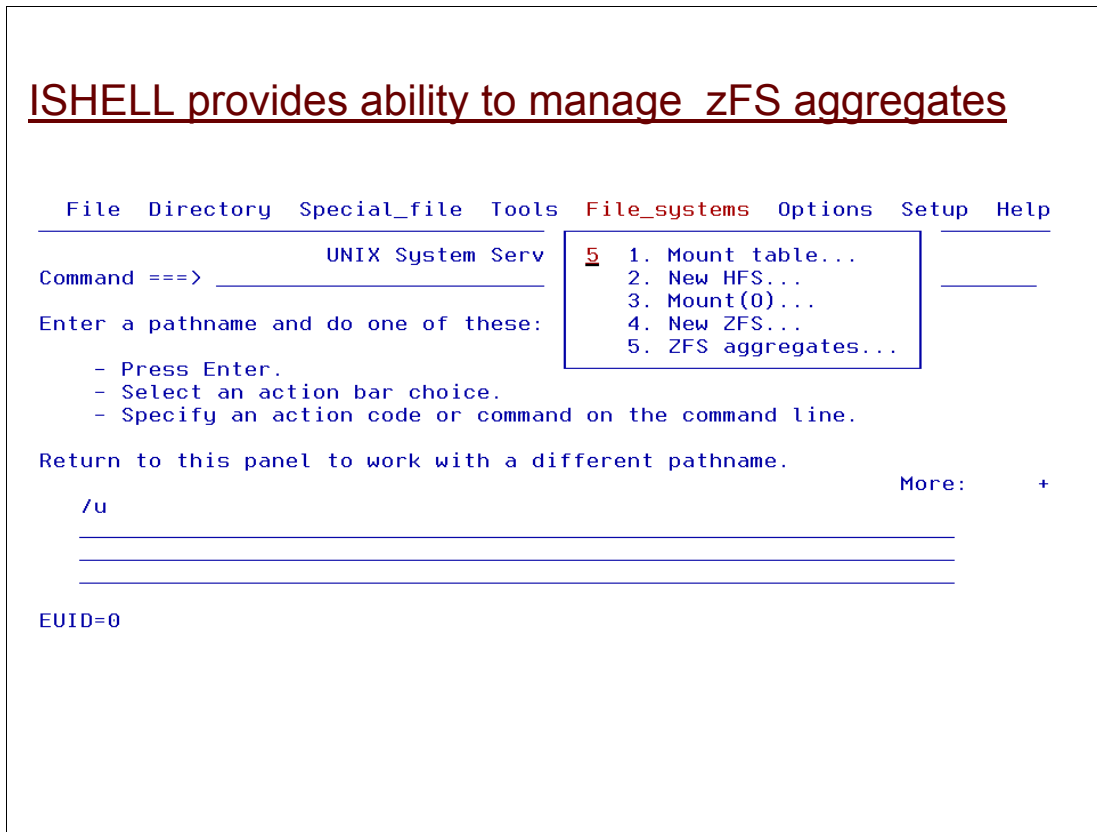 ISHELL provides ability to manage zFS aggregates
File Directory Special_file Tools File_systems Options Setup Help
UNIX System Serv
5 1. Mount table...
Command ===>
2. New HFS...
3. Mount(O)...
Enter a pathname and do one of these:
4. New ZFS...
5. ZFS aggregates...
- Press Enter.
- Select an action bar choice.
- Specify an action code or command on the command line.
Return to this panel to work with a different pathname.
More: +
/u
EUID=0